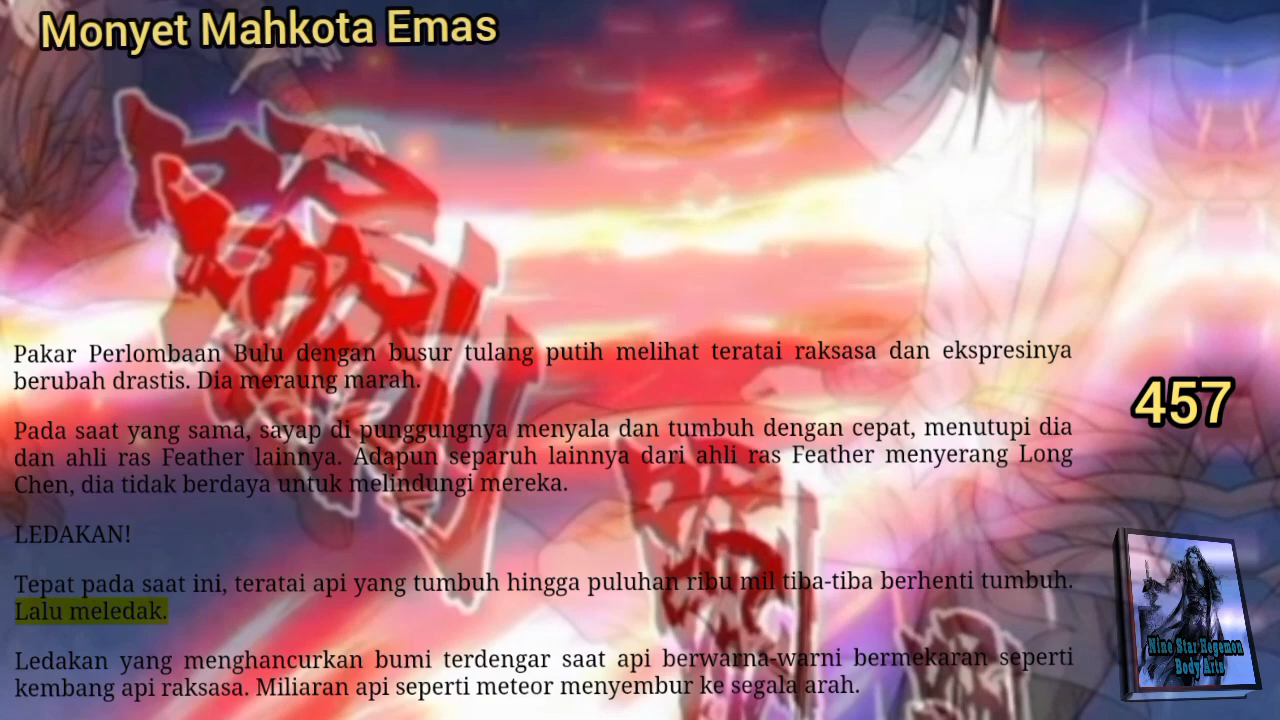 Monyet Mahkota Emas
Pakar Perlombaan Bulu dengan busur tulang putih melihat teratai raksasa dan ekspresinya
berubah drastis. Dia meraung marah.
Pada saat yang sama, sayap di punggungnya menyala dan tumbuh dengan cepat, menutupi dia
dan ahli ras Feather lainnya. Adapun separuh lainnya dari ahli ras Feather menyerang Long
Chen, dia tidak berdaya untuk melindungi mereka.
LEDAKAN!
Tepat pada saat ini, teratai api yang tumbuh hingga puluhan ribu mil tiba-tiba berhenti tumbuh.
Lalu meledak.
Ledakan yang menghancurkan bumi terdengar saat api berwarna-warni bermekaran seperti
kembang api raksasa. Miliaran api seperti meteor menyembur ke segala arah.
457
Nine Star Hegemon
Body Arts